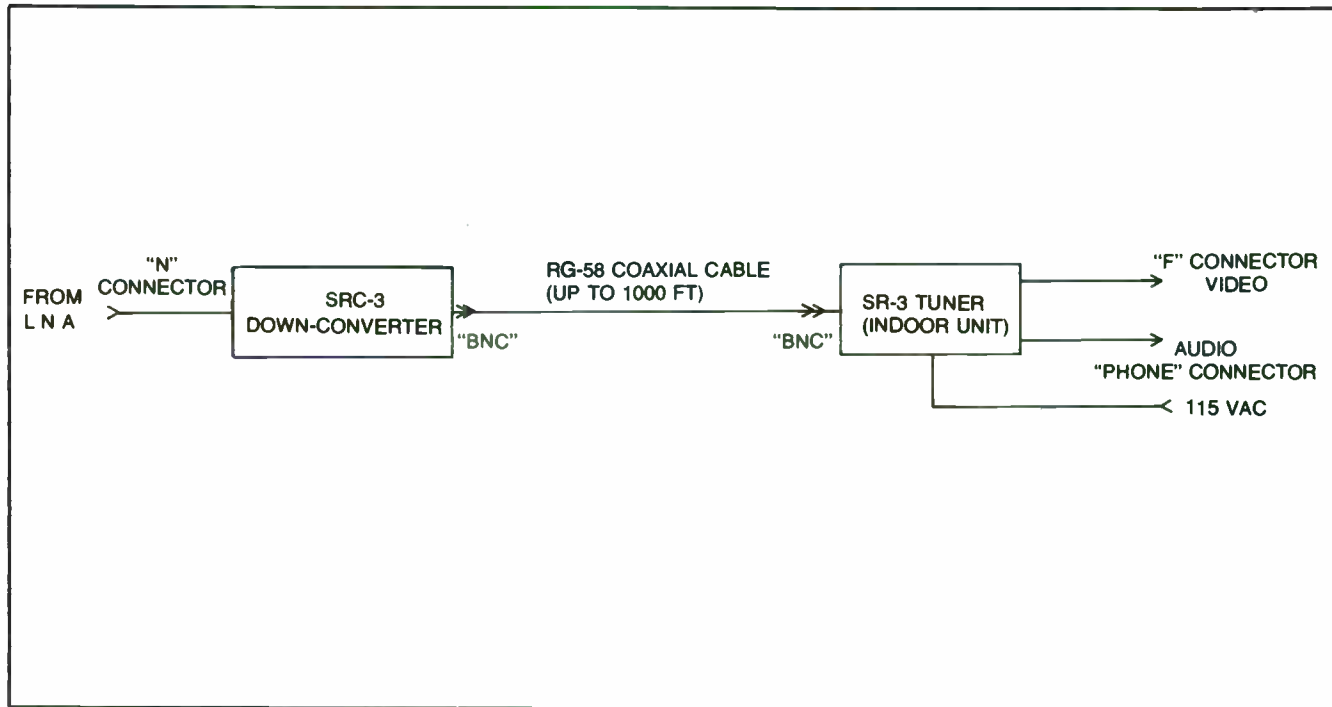 FROM
L N A
"N"
CONNECTOR
SRC-3
DOWN-CONVERTER
"BNC"
RG-58 COAXIAL CABLE
(UP TO 1000 FT)
"BNC"
SR-3 TUNER
(INDOOR UNIT)
"F" CONNECTOR
VIDEO
AUDIO
"PHONE" CONNECTOR
115 VAC